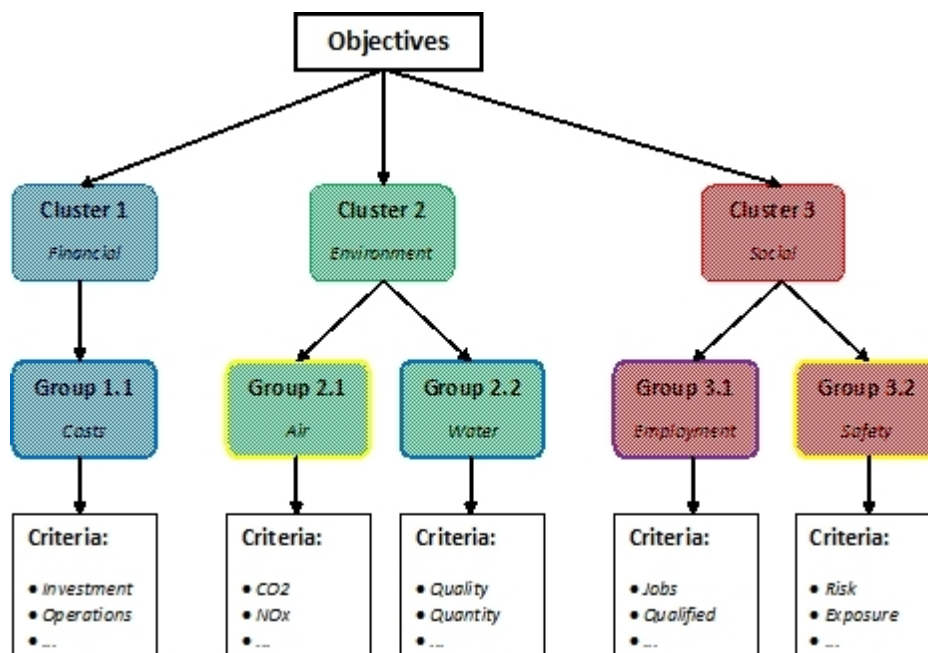 Objectives
Cluster 1
Financial
Cluster 2
Environment
Cluster 3
Social
Group 1.1
Costs
Group 2.1
Air
Group 2.2
Water
Group 3.1
Employment
Group 3.2
Safety
Criteria:
• Investment
• Operations
• ...
Criteria:
• CO2
• NOx
• ...
Criteria:
• Quality
• Quantity
• ...
Criteria:
• Jobs
• Qualified
• ...
Criteria:
• Risk
• Exposure
• ...